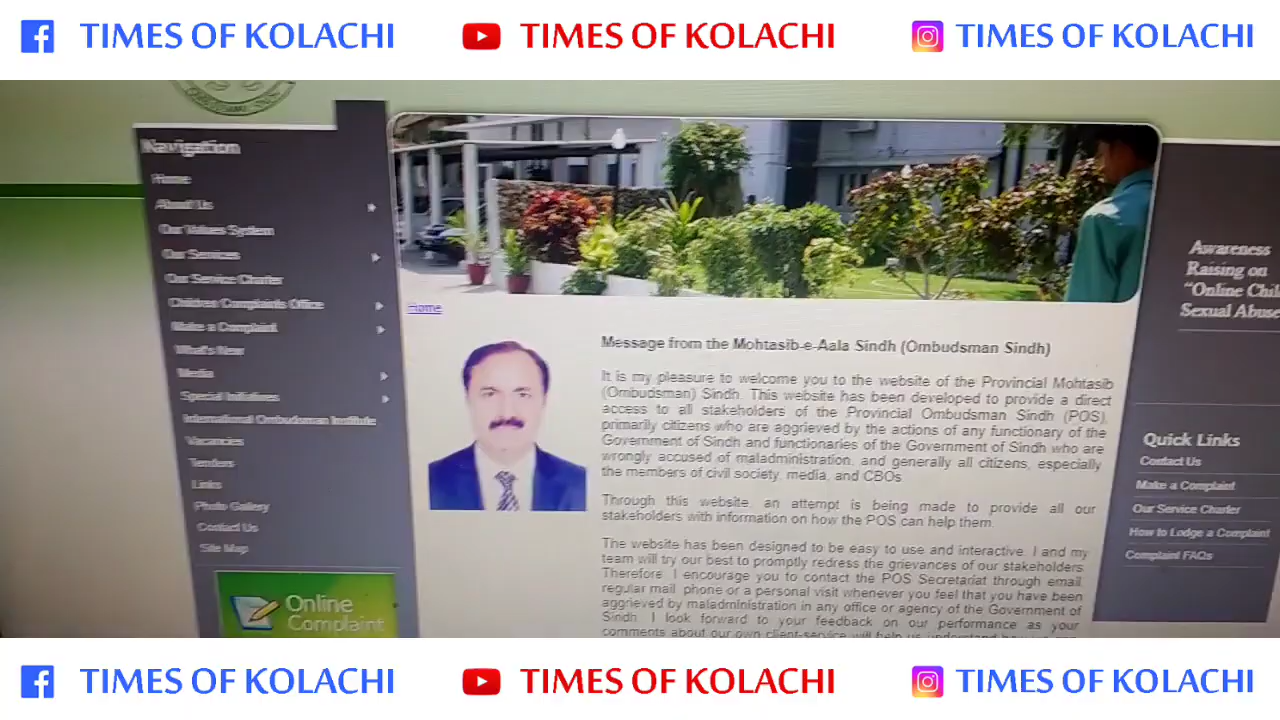 TIMES OF KOLACHI TIMES OF KOLACHI TIMES OF KOLACHI
Navigation
Home
About Us
Our Values System
Our Services
Our Service Charter
Children Complaints Office
Make a Complaint
What's New
Media
Special Initiatives
International Ombudsman Institute
Vacancies
Tenders
Links
Photo Gallery
Contact Us
Site Map
Online
Complaint
Home
Message from the Mohtasib-e-Aala Sindh (Ombudsman Sindh)
It is my pleasure to welcome you to the website of the Provincial Mohtasib
(Ombudsman) Sindh. This website has been developed to provide a direct
access to all stakeholders of the Provincial Ombudsman Sindh (POS),
primarily citizens who are aggrieved by the actions of any functionary of the
Government of Sindh and functionaries of the Government of Sindh who are
wrongly accused of maladministration, and generally all citizens, especially
the members of civil society, media, and CBOs.
Through this website, an attempt is being made to provide all our
stakeholders with information on how the POS can help them.
The website has been designed to be easy to use and interactive. I and my
team will try our best to promptly redress the grievances of our stakeholders.
Therefore, I encourage you to contact the POS Secretariat through email,
regular mail, phone or a personal visit whenever you feel that you have been
aggrieved by maladministration in any office or agency of the Government of
Sindh. I look forward to your feedback on our performance as your
comments about our own client-service will help us understand
Awareness
Raising on
"Online Chil
Sexual Abuse
Quick Links
Contact Us
Make a Complaint
Our Service Charter
How to Lodge a Complaint
Complaint FAQs
TIMES OF KOLACHI TIMES OF KOLACHI TIMES OF KOLACHI